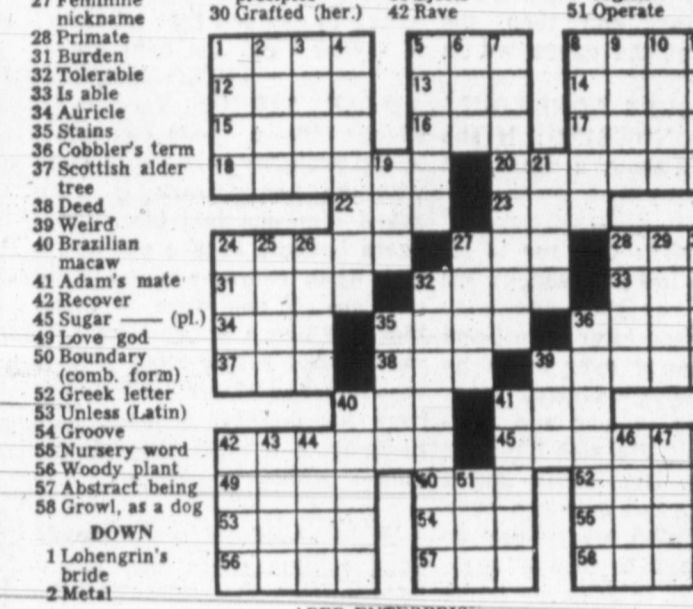 27 Feminine
nickname
28 Primate
31 Burden
32 Tolerable
33 Is able
34 Auricle
35 Stains
36 Cobbler's term
37 Scottish alder
tree
38 Deed
39 Weird
40 Brazilian
macaw
41 Adam's mate
42 Recover
45 Sugar —— (pl.)
49 Love god
50 Boundary
(comb. form)
52 Greek letter
53 Unless (Latin)
54 Groove
55 Nursery word
56 Woody plant
57 Abstract being
58 Growl, as a dog
DOWN
1 Lohengrin's
bride
2 Metal
30 Grafted (her.)
42 Rave
51 Operate
1 2 3 4 5 6 7 8 9 10
12 13 14
15 16 17
18 19 20 21
22 23
24 25 26 27 28 29
31 32 33
34 35 36
37 38 39
40 41
42 43 44 45 46 47
49 50 51 52
53 54 55
56 57 58